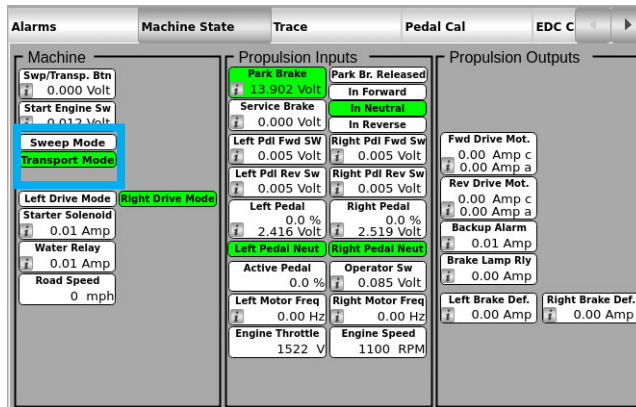 Alarms
Machine State
Trace
Pedal Cal
EDC C
Machine
Swp/Transp. Btn
i 0.000 Volt
Start Engine Sw
i 0.012 Volt
Sweep Mode
Transport Mode
Left Drive Mode
Right Drive Mode
Starter Solenoid
i 0.01 Amp
Water Relay
i 0.01 Amp
Road Speed
0 mph
Propulsion Inputs
Park Brake
i 13.902 Volt
Park Br. Released
In Forward
Service Brake
i 0.000 Volt
In Neutral
In Reverse
Left Pdl Fwd SW
i 0.005 Volt
Right Pdl Fwd Sw
i 0.005 Volt
Left Pdl Rev Sw
i 0.005 Volt
Right Pdl Rev Sw
i 0.005 Volt
Left Pedal
0.0 %
i 2.416 Volt
Right Pedal
0.0 %
i 2.519 Volt
Left Pedal Neut
Right Pedal Neut
Active Pedal
0.0 %
Operator Sw
i 0.085 Volt
Left Motor Freq
i 0.00 Hz
Right Motor Freq
i 0.00 Hz
Engine Throttle
1522 V
Engine Speed
1100 RPM
Propulsion Outputs
Fwd Drive Mot.
0.00 Amp c
i 0.00 Amp a
Rev Drive Mot.
0.00 Amp c
i 0.00 Amp a
Backup Alarm
i 0.01 Amp
Brake Lamp Rly
i 0.00 Amp
Left Brake Def.
i 0.00 Amp
Right Brake Def.
i 0.00 Amp